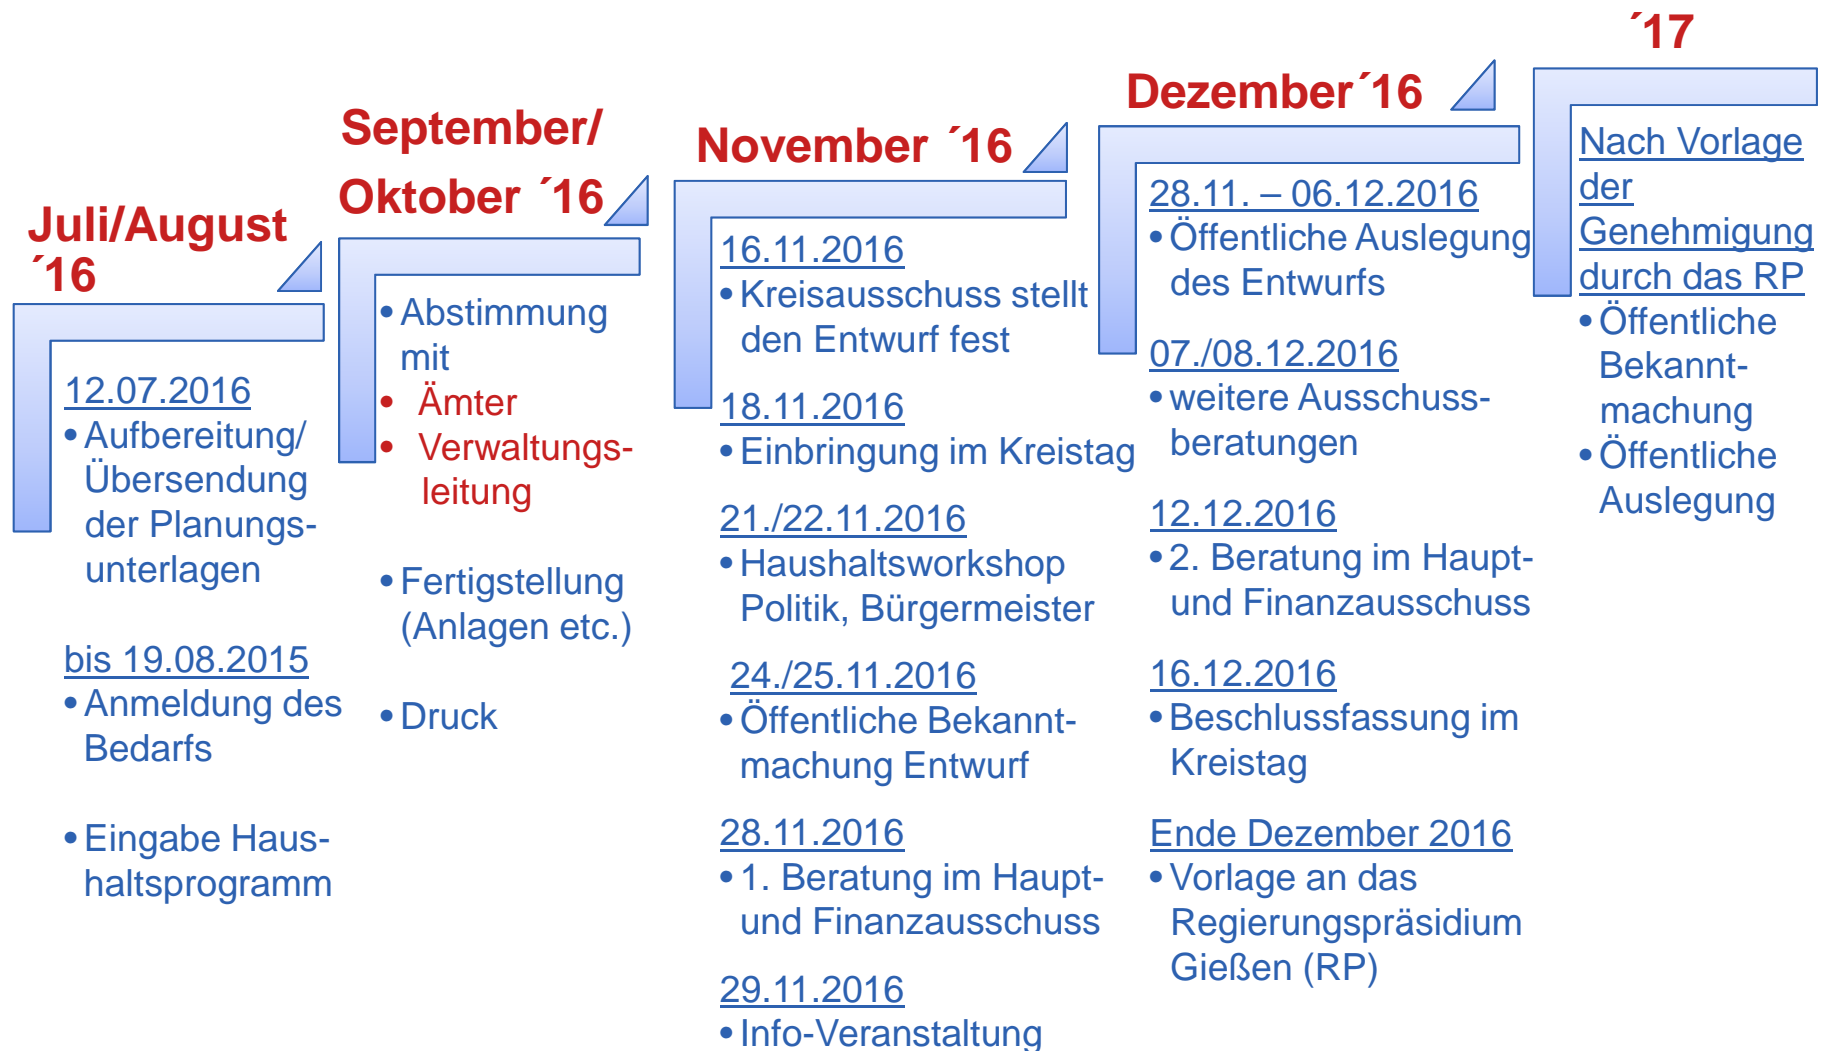 Juli/August
´16
12.07.2016
• Aufbereitung/
Übersendung
der Planungs-
unterlagen
bis 19.08.2015
• Anmeldung des
Bedarfs
• Eingabe Haus-
haltsprogramm
September/
Oktober ´16
• Abstimmung
mit
• Ämter
• Verwaltungs-
leitung
• Fertigstellung
(Anlagen etc.)
• Druck
November ´16
16.11.2016
• Kreisausschuss stellt
den Entwurf fest
18.11.2016
• Einbringung im Kreistag
21./22.11.2016
• Haushaltsworkshop
Politik, Bürgermeister
24./25.11.2016
• Öffentliche Bekannt-
machung Entwurf
28.11.2016
• 1. Beratung im Haupt-
und Finanzausschuss
29.11.2016
• Info-Veranstaltung
Dezember´16
28.11. – 06.12.2016
• Öffentliche Auslegung
des Entwurfs
07./08.12.2016
• weitere Ausschuss-
beratungen
12.12.2016
• 2. Beratung im Haupt-
und Finanzausschuss
16.12.2016
• Beschlussfassung im
Kreistag
Ende Dezember 2016
• Vorlage an das
Regierungspräsidium
Gießen (RP)
´17
Nach Vorlage
der
Genehmigung
durch das RP
• Öffentliche
Bekannt-
machung
• Öffentliche
Auslegung